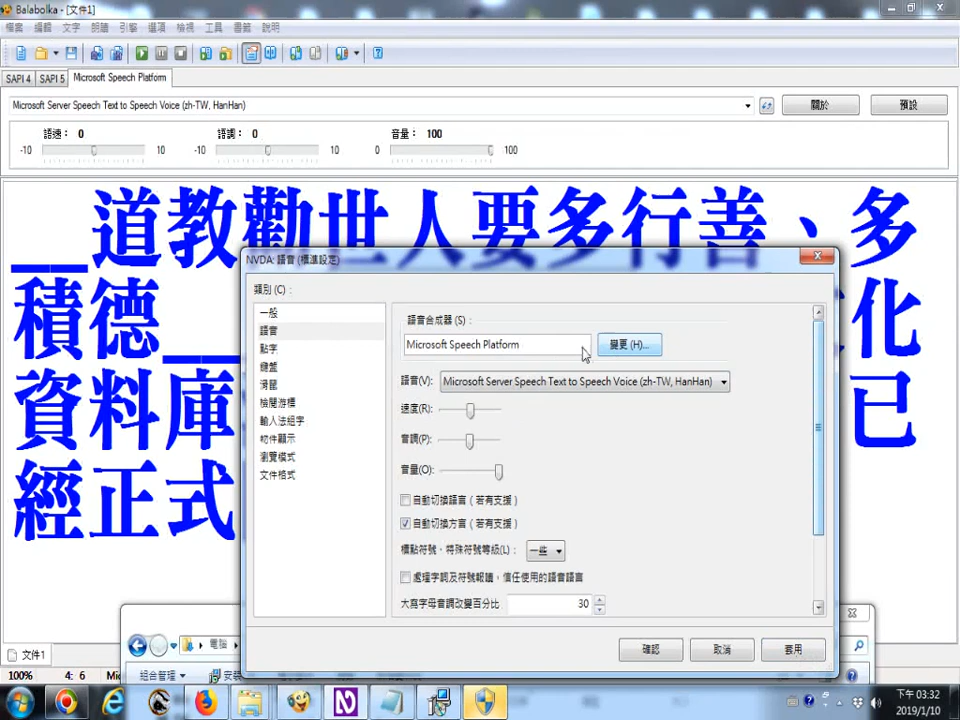 Balabolka - [文件1]
檔案 編輯 文字 朗讀 引擎 選項 檢視 工具 書籤 說明
SAPI 4 SAPI 5 Microsoft Speech Platform
Microsoft Server Speech Text to Speech Voice (zh-TW, HanHan) 關於 預設
語速： 0 語調： 0 音量： 100
-10 10 -10 10 0 100
__道教勸世人要多行善、多
積德__
化
資料庫
已
經正式
NVDA: 語音 (標準設定)
類別 (C)：
一般
語音
點字
鍵盤
滑鼠
檢閱游標
輸入法組字
物件顯示
瀏覽模式
文件格式
語音合成器 (S)：
Microsoft Speech Platform 變更 (H)...
語音(V): Microsoft Server Speech Text to Speech Voice (zh-TW, HanHan)
速度(R):
音調(P):
音量(O):
自動切換語言（若有支援）
自動切換方言（若有支援）
標點符號、特殊符號等級(L)： 一些
處理字詞及符號報讀，信任使用的語音語言
大寫字母音調改變百分比 30
確認 取消 套用
電腦
組合管理 安裝
文件1
100% 4: 6
下午 03:32
2019/1/10